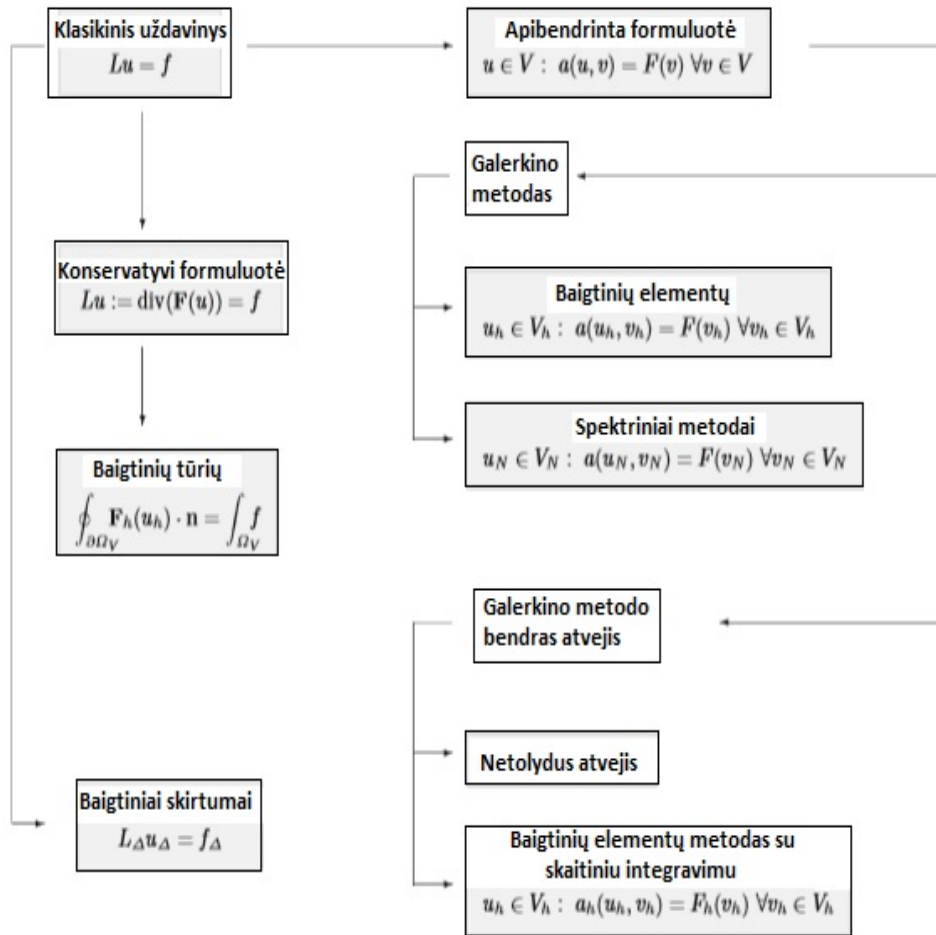 Klasikinis uždavinys
Lu = f
Apibendrinta formuluotė
u ∈ V : a(u, v) = F(v) ∀v ∈ V
Galerkino
metodas
Konservatyvi formuluotė
Lu := div(F(u)) = f
Baigtinių elementų
u_h ∈ V_h : a(u_h, v_h) = F(v_h) ∀v_h ∈ V_h
Spektriniai metodai
u_N ∈ V_N : a(u_N, v_N) = F(v_N) ∀v_N ∈ V_N
Baigtinių tūrių
∮_{∂Ω_V} F_h(u_h) · n = ∫_{Ω_V} f
Galerkino metodo
bendras atvejis
Netolydus atvejis
Baigtiniai skirtumai
L_Δ u_Δ = f_Δ
Baigtinių elementų metodas su
skaitiniu integravimu
u_h ∈ V_h : a_h(u_h, v_h) = F_h(v_h) ∀v_h ∈ V_h